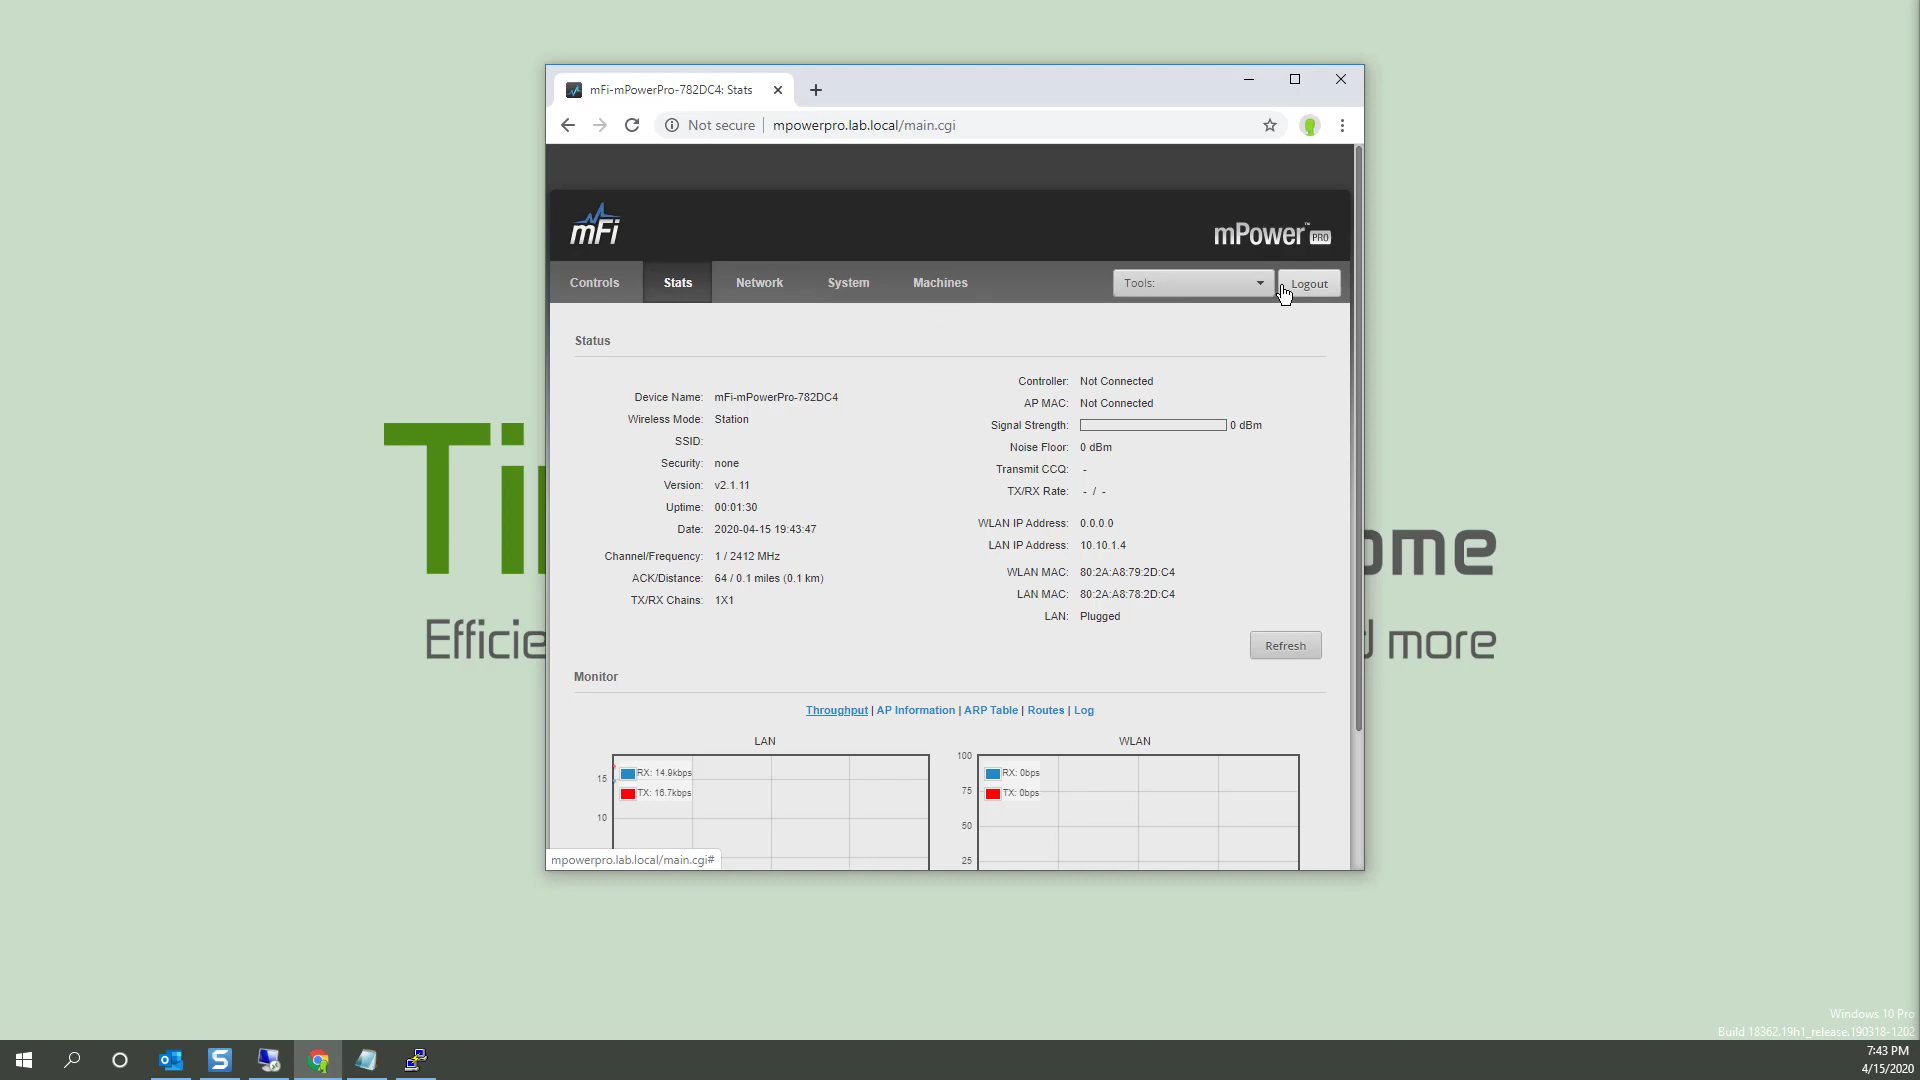 mFi-mPowerPro-782DC4: Stats
Not secure
mpowerpro.lab.local/main.cgi
mFi
mPower™ PRO
Controls
Stats
Network
System
Machines
Tools:
Logout
Status
Device Name: mFi-mPowerPro-782DC4
Wireless Mode: Station
SSID:
Security: none
Version: v2.1.11
Uptime: 00:01:30
Date: 2020-04-15 19:43:47
Channel/Frequency: 1 / 2412 MHz
ACK/Distance: 64 / 0.1 miles (0.1 km)
TX/RX Chains: 1X1
Controller: Not Connected
AP MAC: Not Connected
Signal Strength: 0 dBm
Noise Floor: 0 dBm
Transmit CCQ: -
TX/RX Rate: - / -
WLAN IP Address: 0.0.0.0
LAN IP Address: 10.10.1.4
WLAN MAC: 80:2A:A8:79:2D:C4
LAN MAC: 80:2A:A8:78:2D:C4
LAN: Plugged
Refresh
Monitor
Throughput | AP Information | ARP Table | Routes | Log
LAN
15
10
RX: 14.9kbps
TX: 16.7kbps
WLAN
100
75
50
25
RX: 0bps
TX: 0bps
mpowerpro.lab.local/main.cgi#
ome
Efficie
more
Windows 10 Pro
Build 18362.19h1_release.190318-1202
7:43 PM
4/15/2020